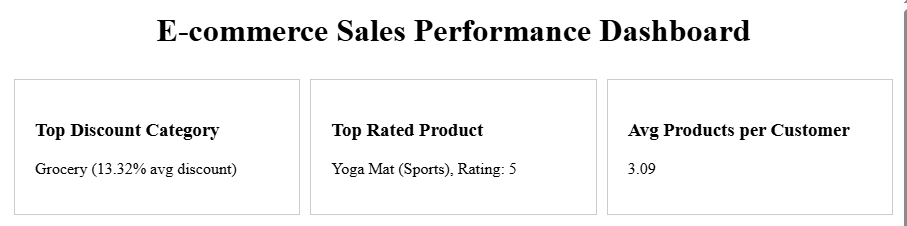 E-commerce Sales Performance Dashboard
Top Discount Category
Grocery (13.32% avg discount)
Top Rated Product
Yoga Mat (Sports), Rating: 5
Avg Products per Customer
3.09